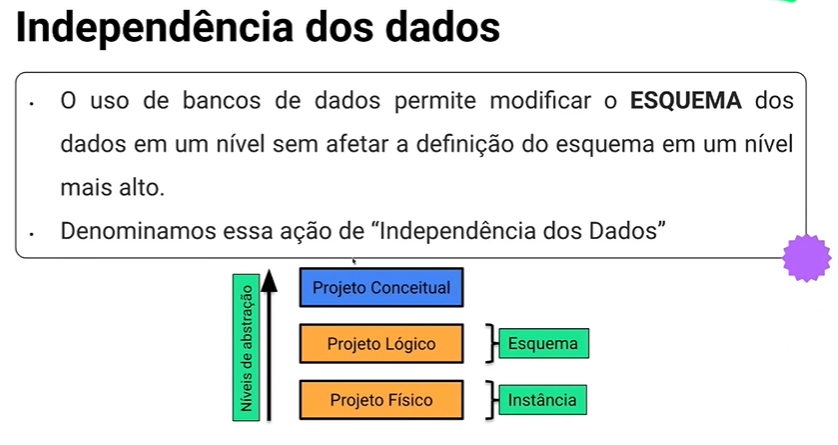 Independência dos dados
• O uso de bancos de dados permite modificar o ESQUEMA dos
dados em um nível sem afetar a definição do esquema em um nível
mais alto.
• Denominamos essa ação de “Independência dos Dados”
Níveis de abstração
Projeto Conceitual
Projeto Lógico
Esquema
Projeto Físico
Instância